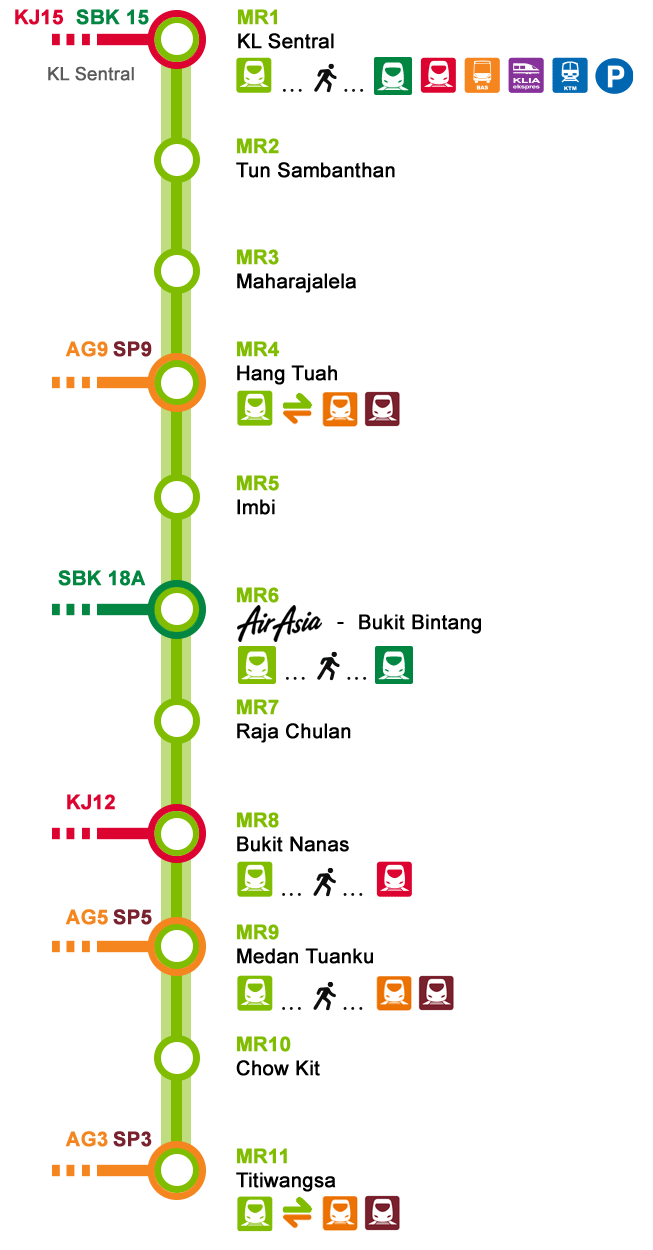 KJ15 SBK 15
KL Sentral
MR1
KL Sentral
... ...
BAS
KLIA
ekspres
KTM
P
MR2
Tun Sambanthan
MR3
Maharajalela
AG9 SP9
MR4
Hang Tuah
MR5
Imbi
SBK 18A
MR6
AirAsia - Bukit Bintang
... ...
MR7
Raja Chulan
KJ12
MR8
Bukit Nanas
... ...
AG5 SP5
MR9
Medan Tuanku
... ...
MR10
Chow Kit
AG3 SP3
MR11
Titiwangsa